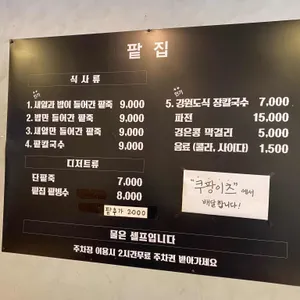 팥 집
식 사 류
1. 새알과 밤이 들어간 팥죽 9,000
2. 밤만 들어간 팥죽 9,000
3. 새알만 들어간 팥죽 9,000
4. 팥칼국수 9,000
디저트류
단팥죽 7,000
팥집 팥빙수 8,000
팥추가 2000
5. 강원도식 장칼국수 7,000
파전 15,000
검은콩 막걸리 5,000
음료 (콜라, 사이다) 1,500
"쿠팡이츠" 에서
배달합니다!
물은 셀프입니다
주차장 이용시 2시간무료 주차권 받아가세요